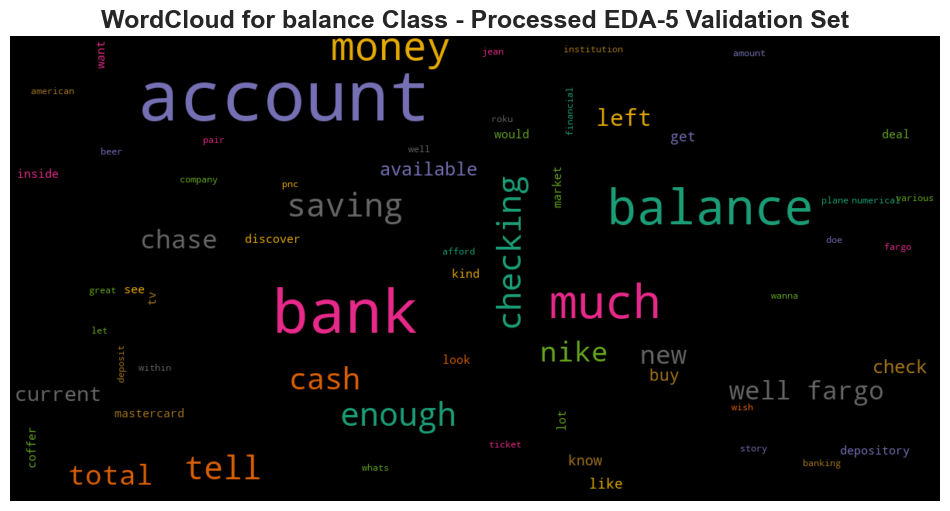 WordCloud for balance Class - Processed EDA-5 Validation Set
want
money
jean
institution
amount
american
account
financial
left
roku
would
get
deal
pair
beer
well
available
inside
company
pnc
market
saving
checking
balance
plane
numerical
various
chase
discover
afford
doe
fargo
kind
great
see
tv
bank
much
wanna
let
deposit
within
look
nike
new
buy
check
current
cash
well fargo
mastercard
enough
lot
wish
coffer
ticket
story
depository
total
tell
whats
know
banking
like